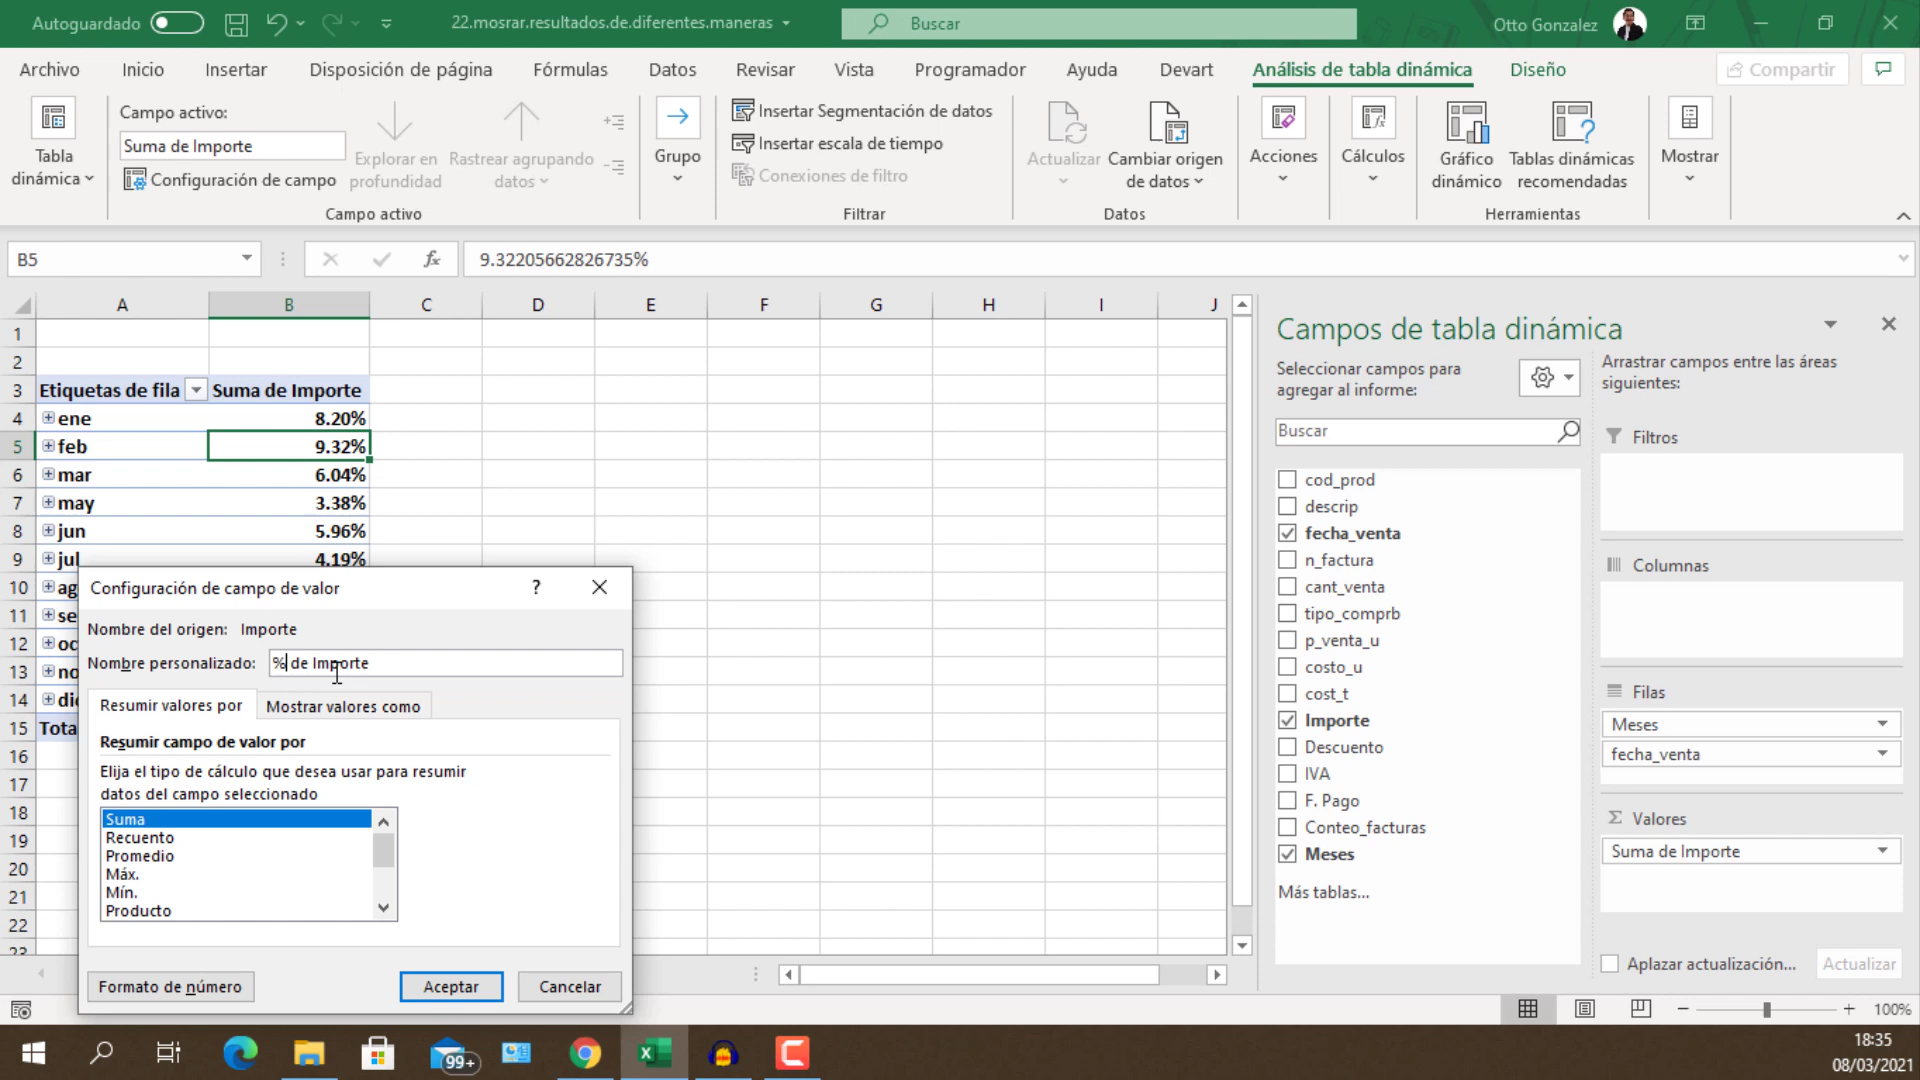 Autoguardado
22.mosrar.resultados.de.diferentes.maneras
Buscar
Otto Gonzalez
Archivo Inicio Insertar Disposición de página Fórmulas Datos Revisar Vista Programador Ayuda Devart Análisis de tabla dinámica Diseño Compartir
Tabla dinámica
Campo activo:
Suma de Importe
Configuración de campo
Explorar en profundidad
Rastrear agrupando datos
Campo activo
Grupo
Insertar Segmentación de datos
Insertar escala de tiempo
Conexiones de filtro
Filtrar
Actualizar
Cambiar origen de datos
Datos
Acciones
Cálculos
Gráfico dinámico
Tablas dinámicas recomendadas
Herramientas
Mostrar
B5
fx
9.32205662826735%
A B C D E F G H I J
1
2
3 Etiquetas de fila Suma de Importe
4 ene 8.20%
5 feb 9.32%
6 mar 6.04%
7 may 3.38%
8 jun 5.96%
9 jul 4.19%
10 ag
11 se
12 oc
13 no
14 dic
15 Tota
16
17
18
19
20
21
22
23
Configuración de campo de valor
?
Nombre del origen: Importe
Nombre personalizado: % de Importe
Resumir valores por
Mostrar valores como
Resumir campo de valor por
Elija el tipo de cálculo que desea usar para resumir
datos del campo seleccionado
Suma
Recuento
Promedio
Máx.
Mín.
Producto
Formato de número
Aceptar
Cancelar
Campos de tabla dinámica
Seleccionar campos para
agregar al informe:
Buscar
cod_prod
descrip
fecha_venta
n_factura
cant_venta
tipo_comprb
p_venta_u
costo_u
cost_t
Importe
Descuento
IVA
F. Pago
Conteo_facturas
Meses
Más tablas...
Arrastrar campos entre las áreas
siguientes:
Filtros
Columnas
Filas
Meses
fecha_venta
Σ Valores
Suma de Importe
Aplazar actualización...
Actualizar
100%
99+
18:35
08/03/2021